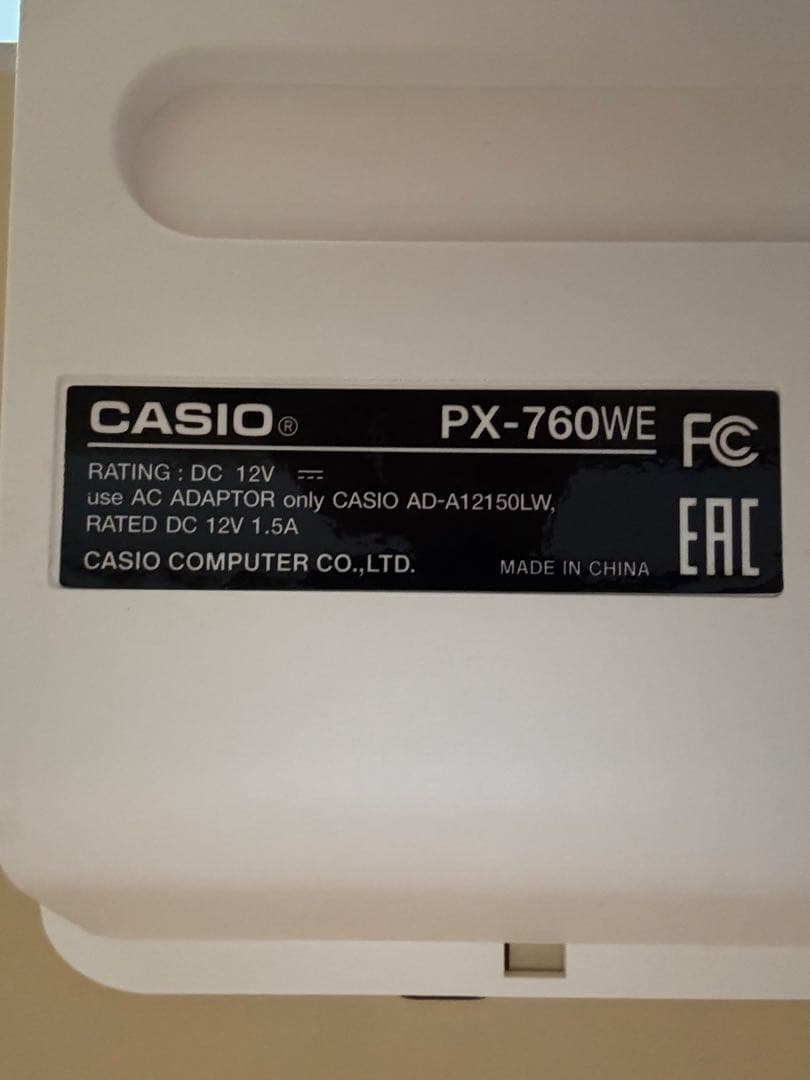 CASIO® PX-760WE FC
RATING : DC 12V ⎓
use AC ADAPTOR only CASIO AD-A12150LW,
RATED DC 12V 1.5A
CASIO COMPUTER CO.,LTD. MADE IN CHINA EAC